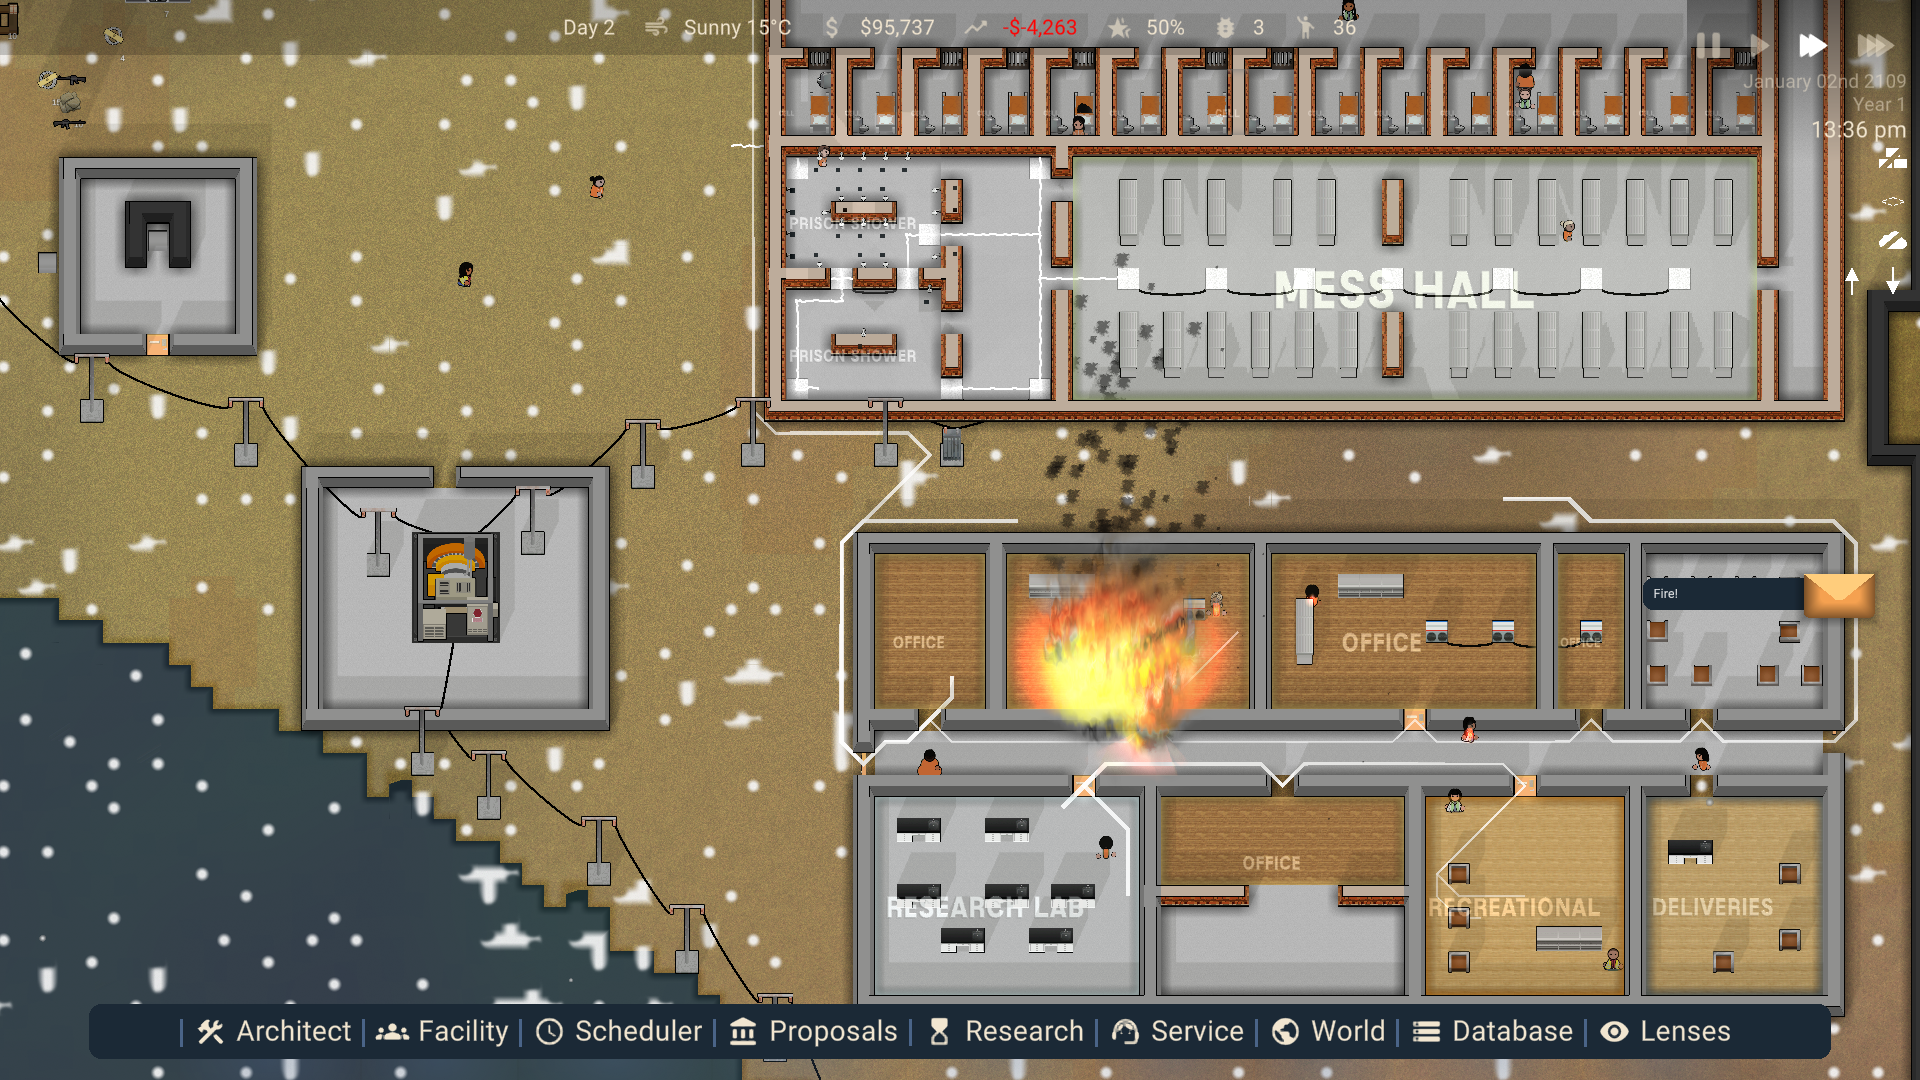 Day 2
Sunny 15°C
$ $95,737
-$-4,263
50%
3
36
January 02nd 2109
Year 1
13:36 pm
PRISON SHOWER
MESS HALL
PRISON SHOWER
Fire!
OFFICE
OFFICE
OFFICE
OFFICE
RESEARCH LAB
RECREATIONAL
DELIVERIES
Architect
Facility
Scheduler
Proposals
Research
Service
World
Database
Lenses